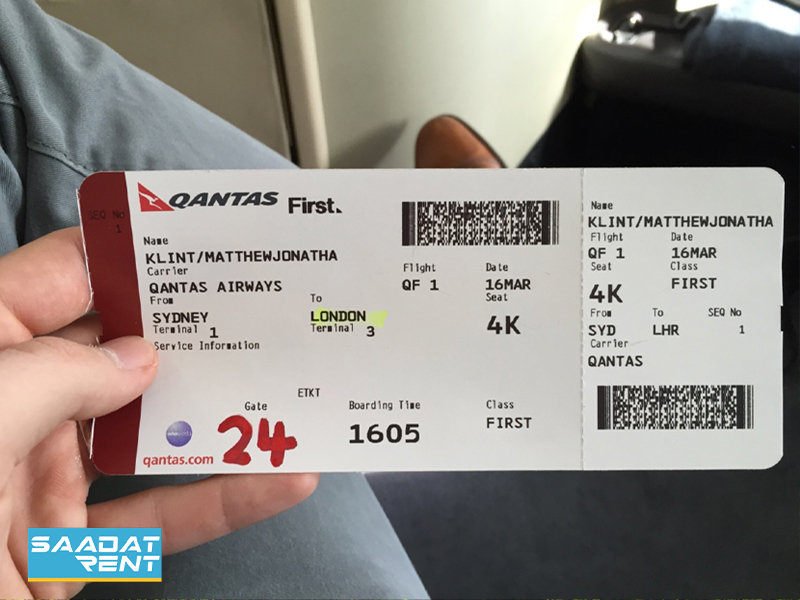 SEQ No
1
QANTAS First.
Name
KLINT/MATTHEWJONATHA
Carrier
QANTAS AIRWAYS
Flight
QF 1
Date
16MAR
From
SYDNEY
Terminal 1
To
LONDON
Terminal 3
Seat
4K
Service Information
ETKT
Gate
24
Boarding Time
1605
Class
FIRST
qantas.com
Name
KLINT/MATTHEWJONATHA
Flight
QF 1
Date
16MAR
Seat
4K
Class
FIRST
From
SYD
To
LHR
SEQ No
1
Carrier
QANTAS
SAADAT
RENT